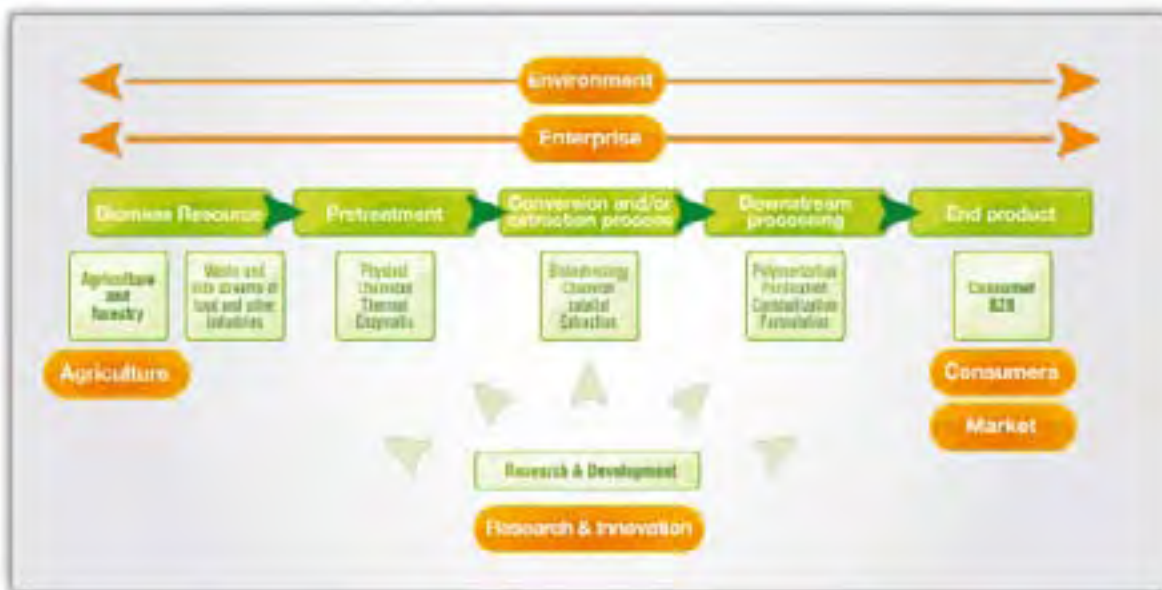 Environment
Enterprise
Biomass Resource
Pretreatment
Conversion and/or
extraction process
Downstream
processing
End product
Agriculture
and
forestry
Waste and
side streams of
food and other
industries
Physical
Chemical
Thermal
Enzymatic
Biotechnology
Chemical
Extraction
Polymerization
Purification
Formulation
Consumer
B2B
Agriculture
Consumers
Market
Research & Development
Research & Innovation